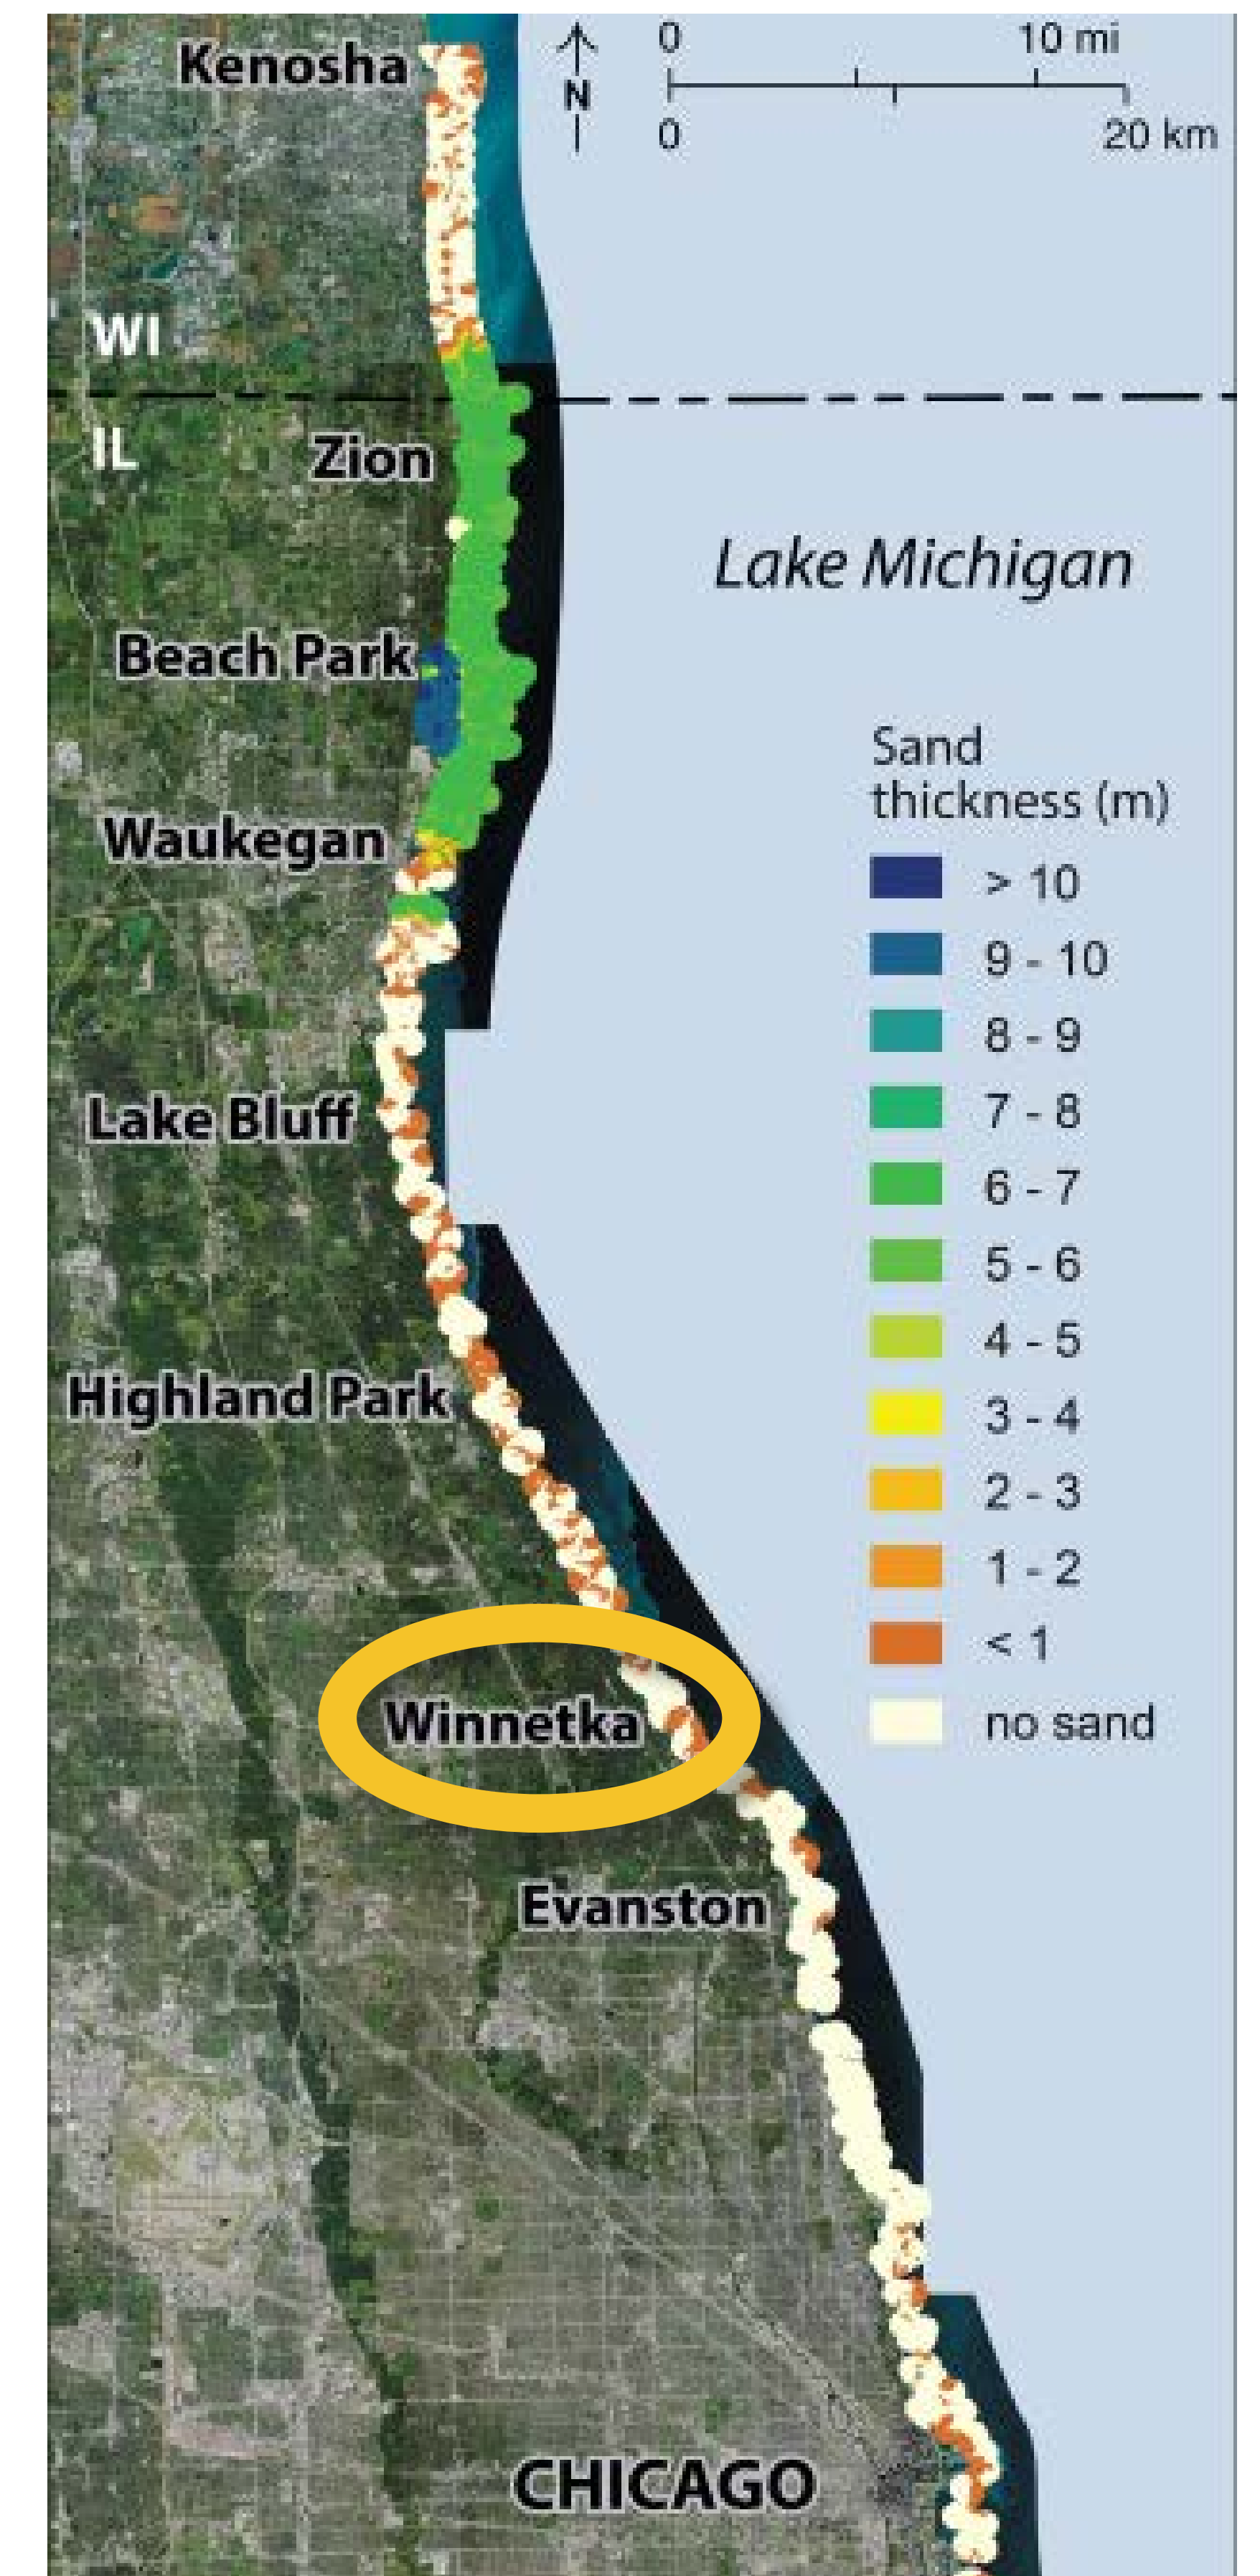 Kenosha
0 10 mi
N
0 20 km
WI
IL
Zion
Lake Michigan
Beach Park
Sand
thickness (m)
Waukegan
> 10
9 - 10
8 - 9
Lake Bluff
7 - 8
6 - 7
5 - 6
4 - 5
Highland Park
3 - 4
2 - 3
1 - 2
< 1
Winnetka
no sand
Evanston
CHICAGO